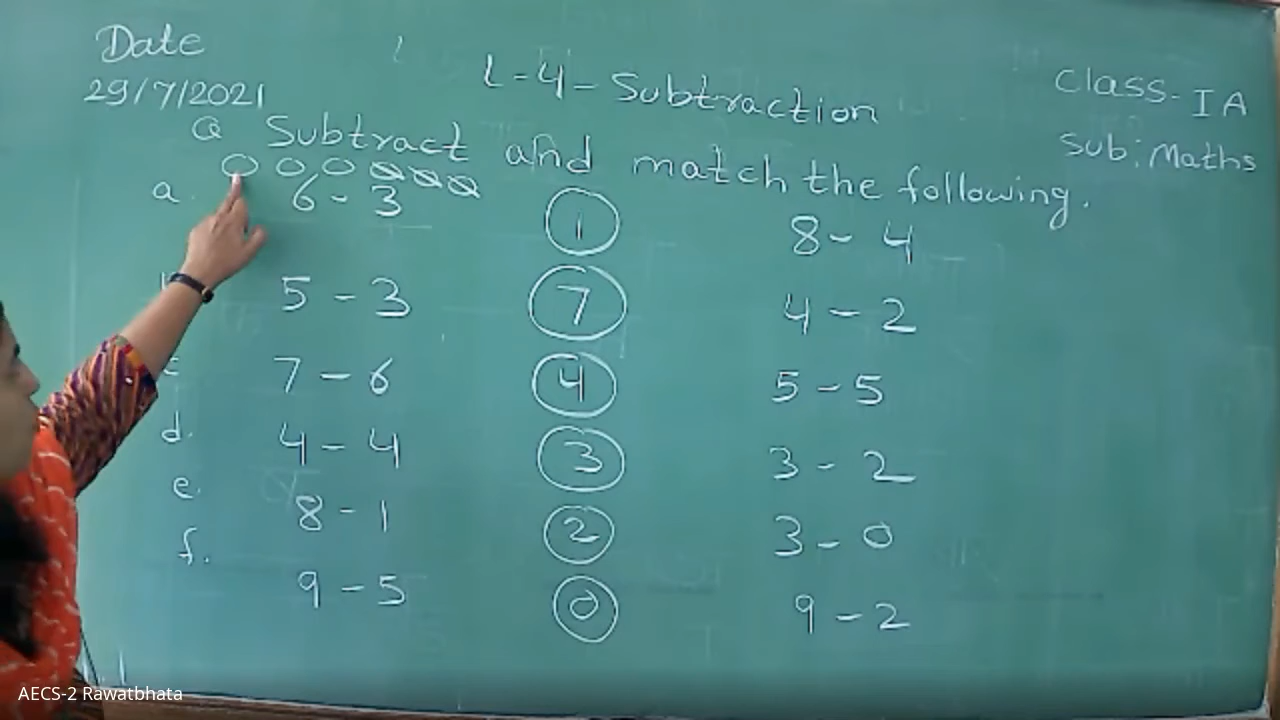 Date
29/7/2021
L-4-Subtraction
Class-IA
Sub: Maths
Q Subtract and match the following.
a. 6-3 1 8-4
5-3 7 4-2
c 7-6 4 5-5
d. 4-4 3 3-2
e. 8-1 2 3-0
f. 9-5 0 9-2
AECS-2 Rawatbhata